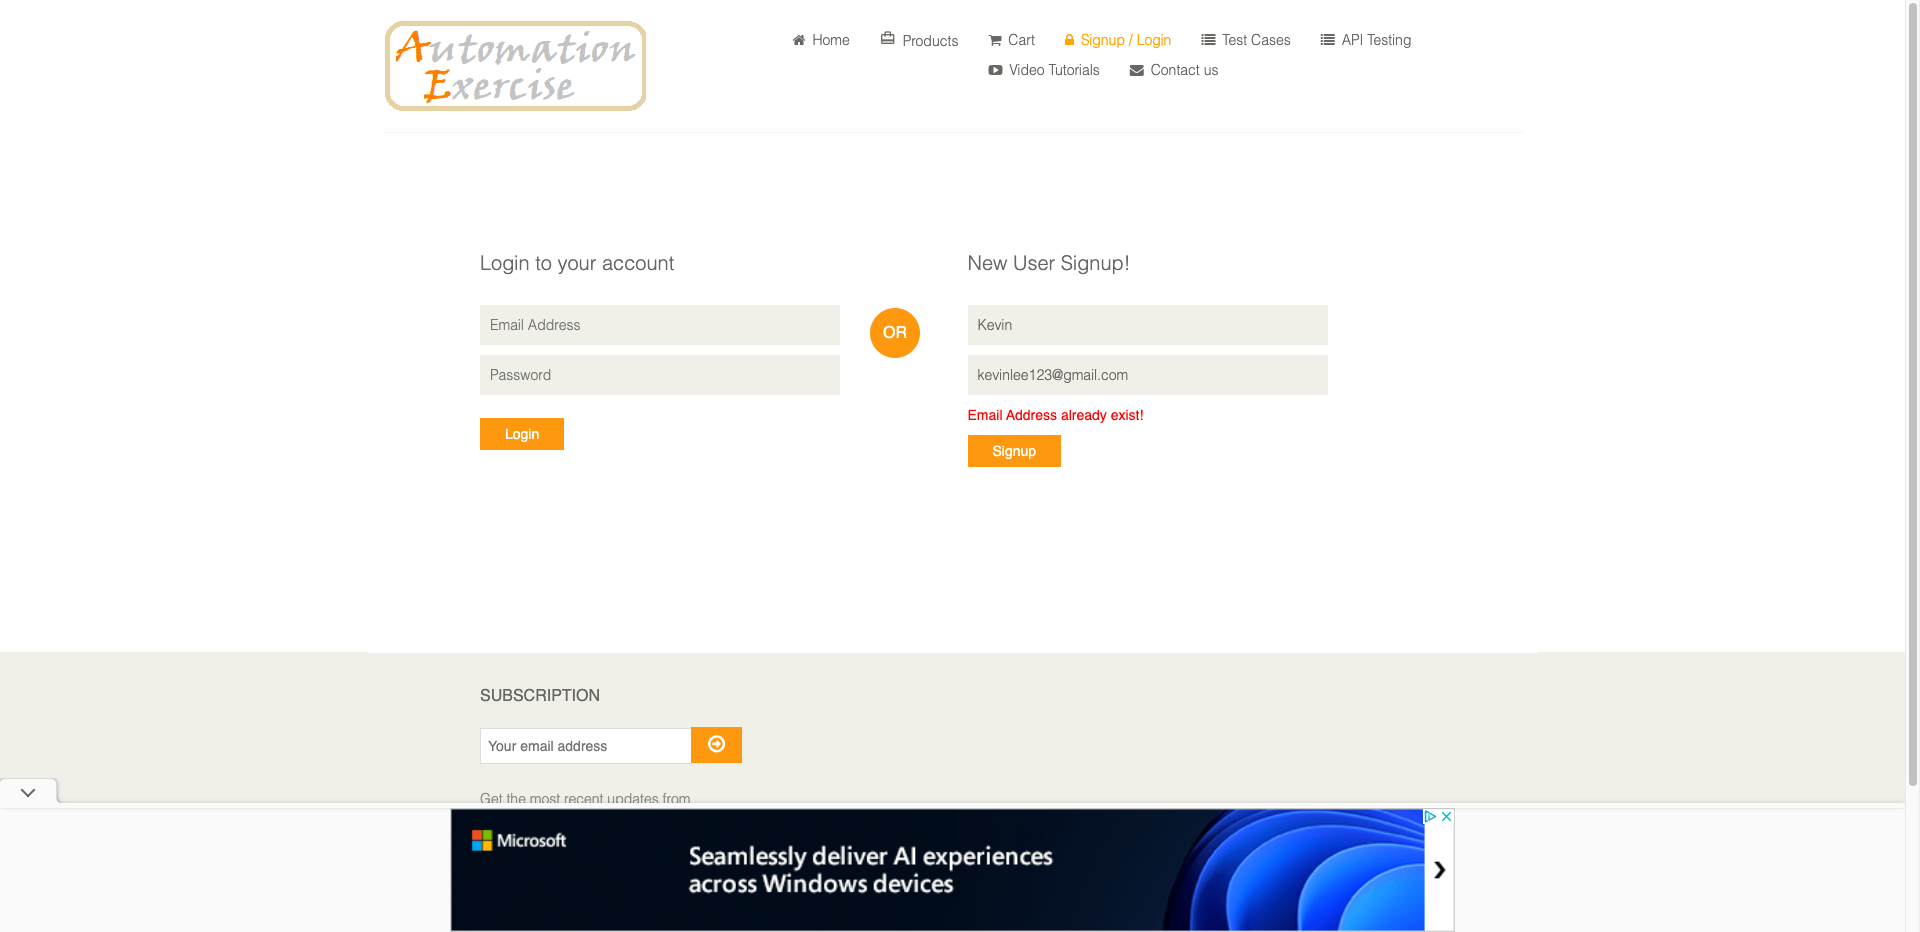 Automation
Exercise
Home
Products
Cart
Signup / Login
Test Cases
API Testing
Video Tutorials
Contact us
Login to your account
Email Address
Password
Login
OR
New User Signup!
Kevin
kevinlee123@gmail.com
Email Address already exist!
Signup
SUBSCRIPTION
Your email address
Get the most recent updates from
Microsoft
Seamlessly deliver AI experiences
across Windows devices